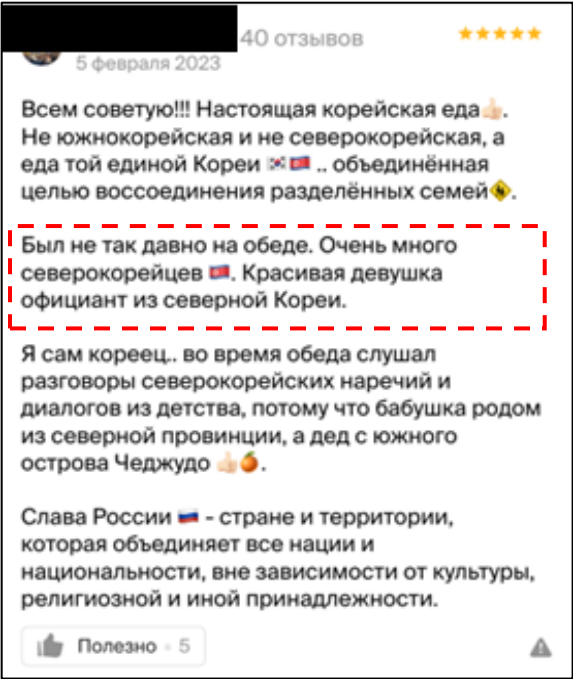 40 отзывов
5 февраля 2023
Всем советую!!! Настоящая корейская еда👍🏻.
Не южнокорейская и не северокорейская, а
еда той единой Кореи 🇰🇷🇰🇵 .. объединённая
целью воссоединения разделённых семей🚸.
Был не так давно на обеде. Очень много
северокорейцев 🇰🇵. Красивая девушка
официант из северной Кореи.
Я сам кореец.. во время обеда слушал
разговоры северокорейских наречий и
диалогов из детства, потому что бабушка родом
из северной провинции, а дед с южного
острова Чеджудо 👍🏻🍊.
Слава России 🇷🇺 - стране и территории,
которая объединяет все нации и
национальности, вне зависимости от культуры,
религиозной и иной принадлежности.
Полезно · 5